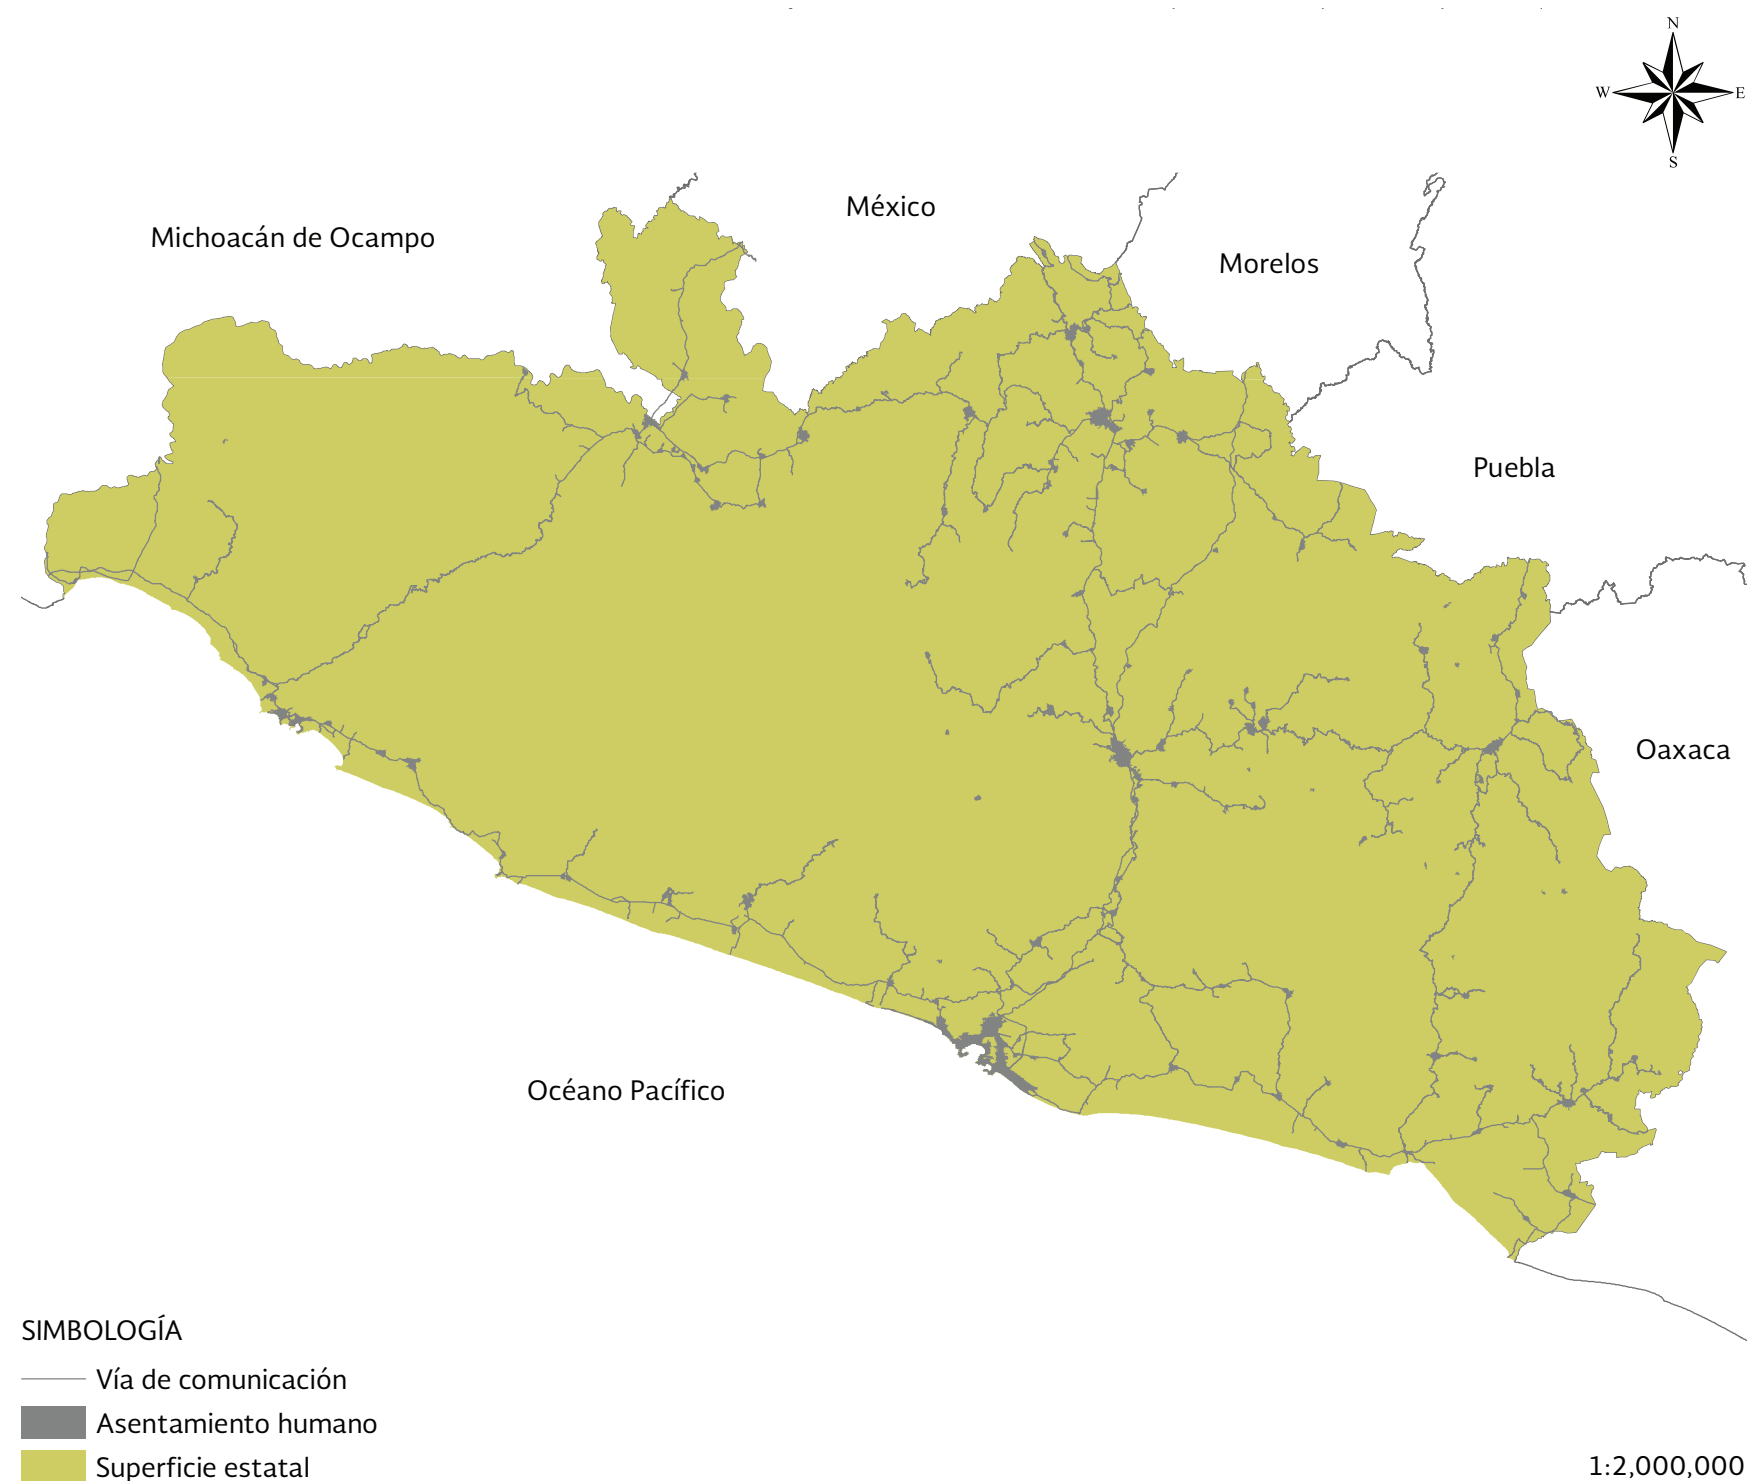 N
W E
S
México
Michoacán de Ocampo
Morelos
Puebla
Oaxaca
Océano Pacífico
SIMBOLOGÍA
Vía de comunicación
Asentamiento humano
Superficie estatal
1:2,000,000